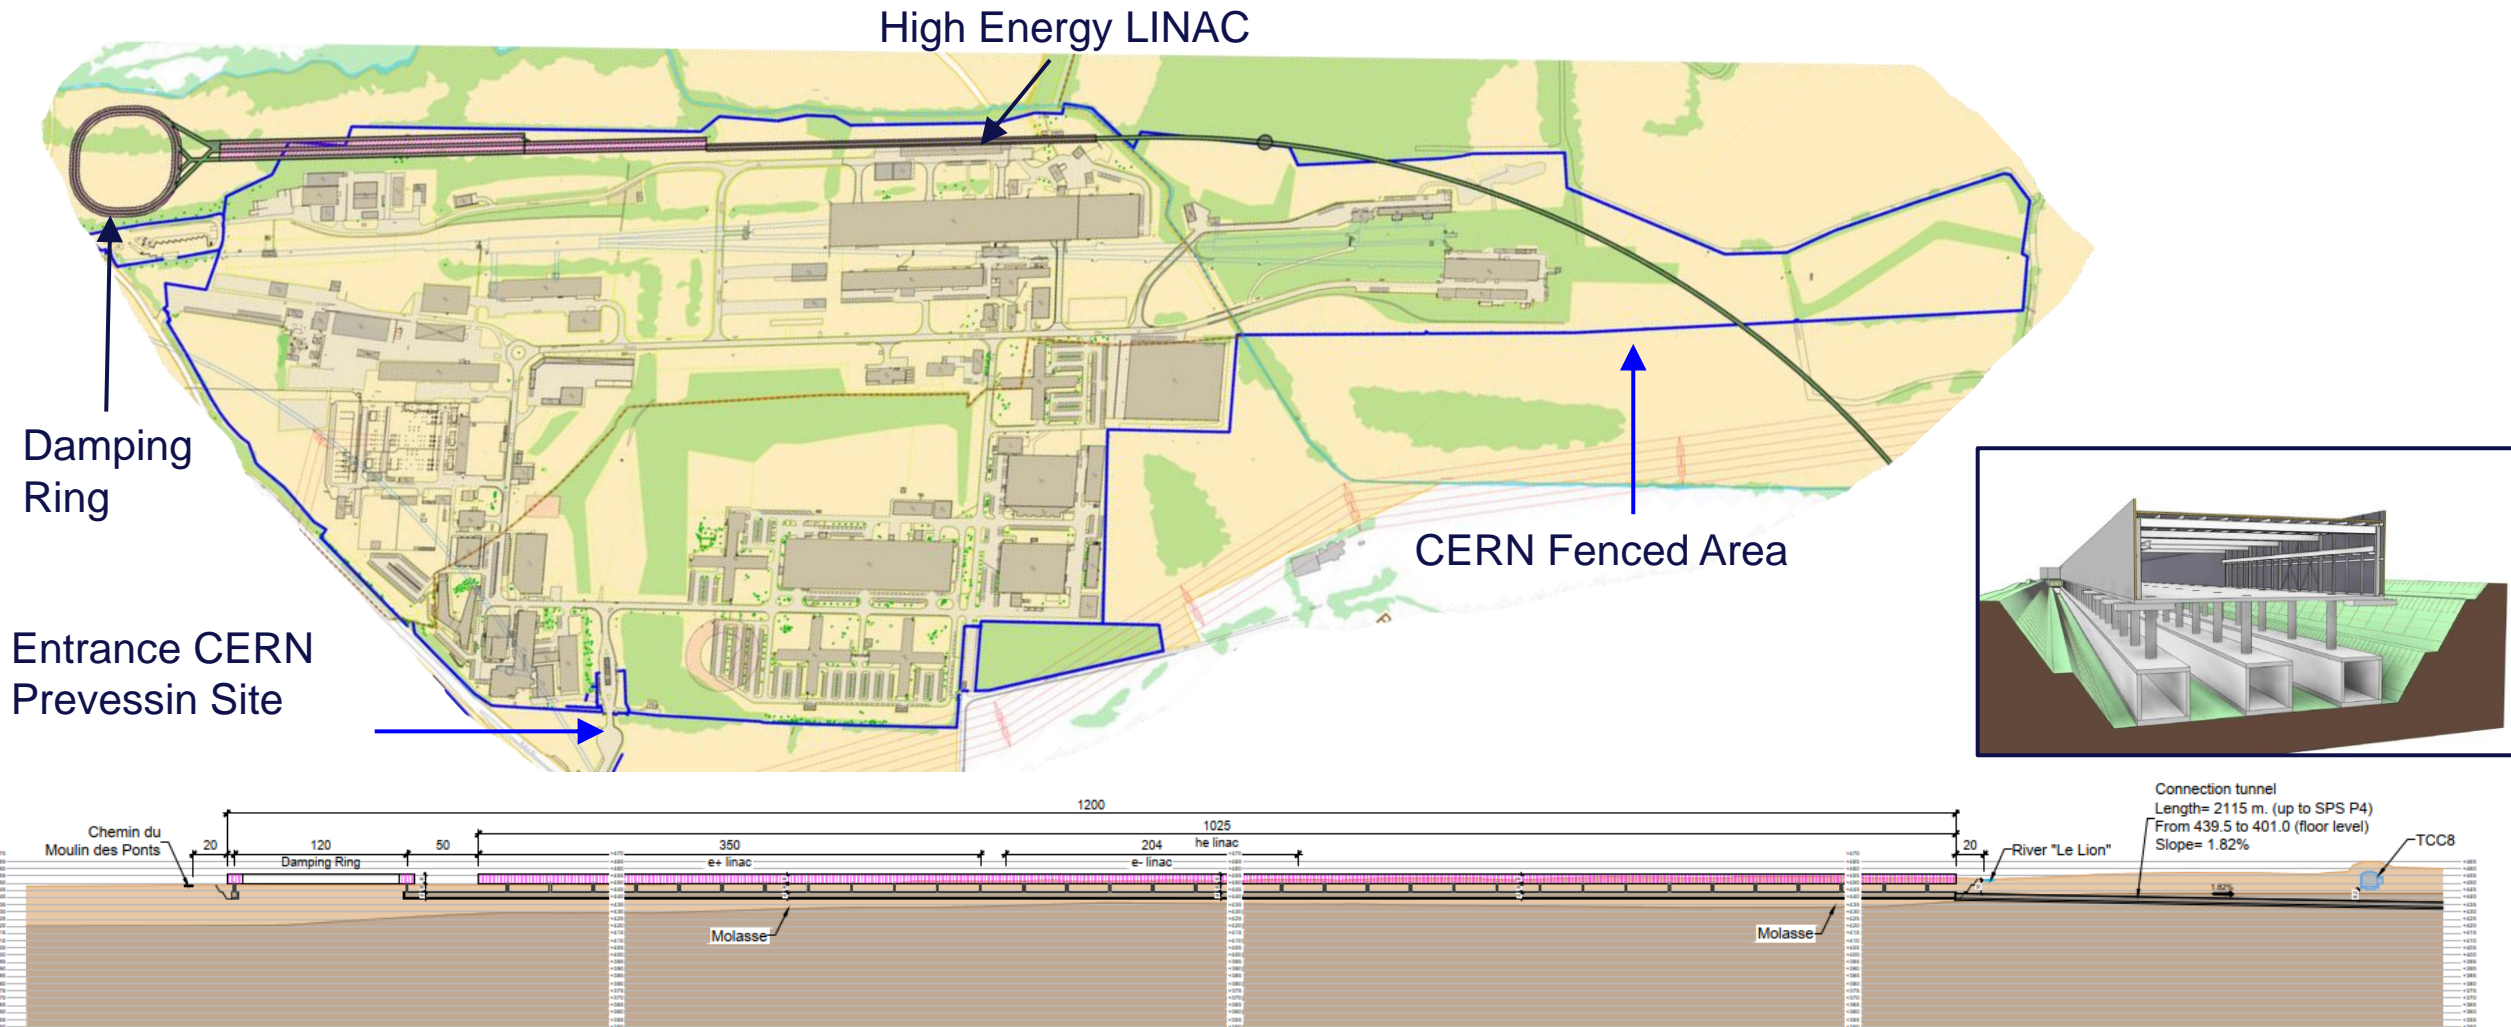 High Energy LINAC
Damping
Ring
CERN Fenced Area
Entrance CERN
Prevessin Site
1200
Connection tunnel
Length= 2115 m. (up to SPS P4)
From 439.5 to 401.0 (floor level)
Slope= 1.82%
TCC8
Chemin du
Moulin des Ponts
20
120
50
350
1025
204
he linac
20
River "Le Lion"
Damping Ring
e+ linac
e- linac
1.82%
Molasse
Molasse